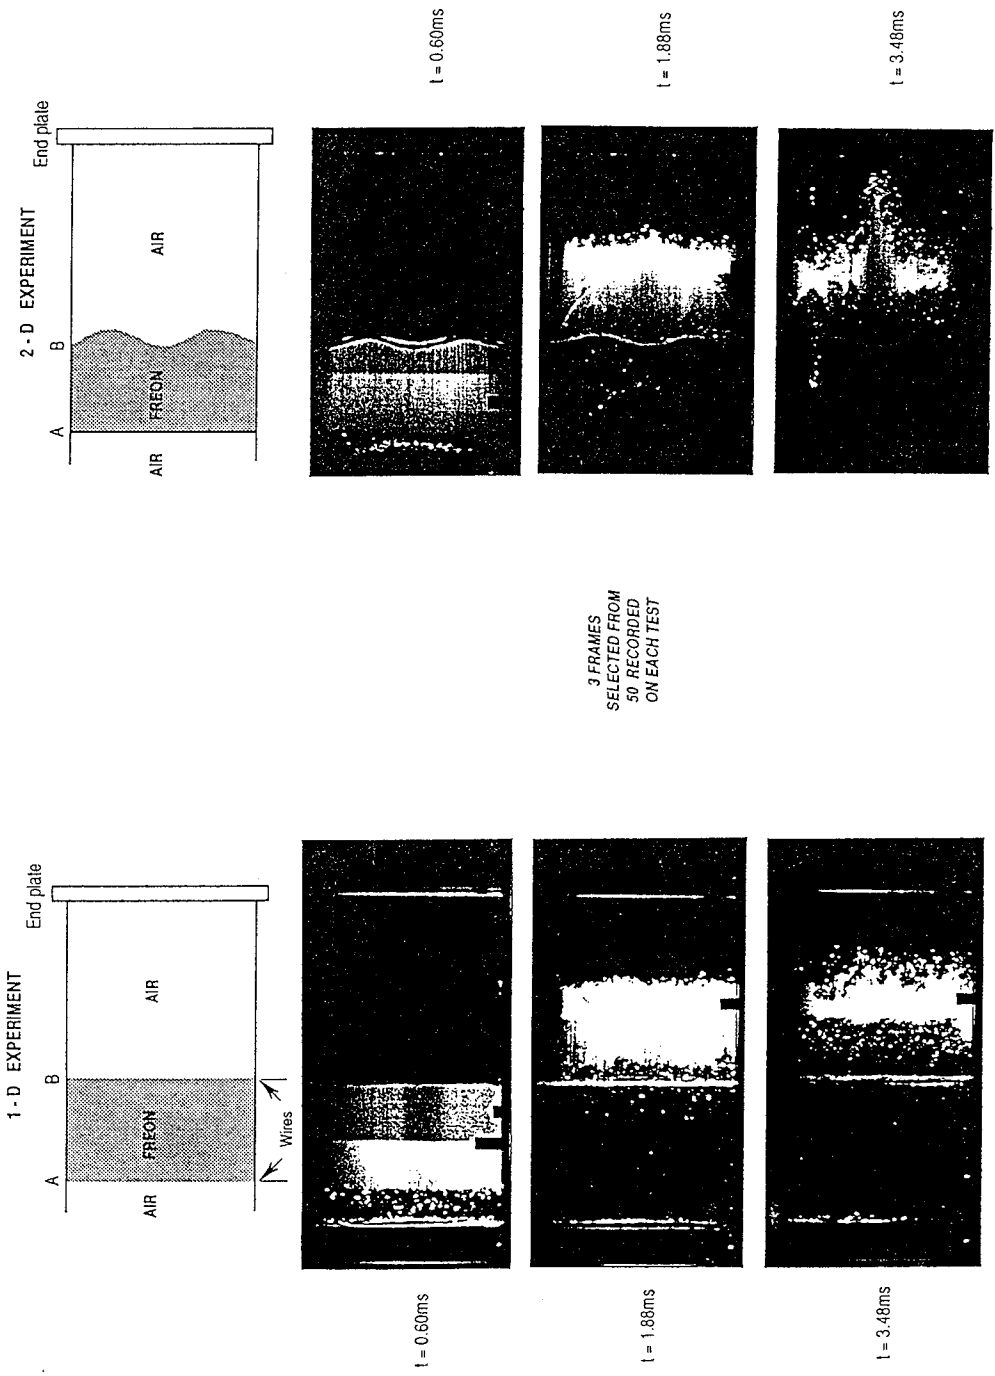 1 - D EXPERIMENT
A
B
End plate
AIR
FREON
AIR
Wires
t = 0.60ms
t = 1.88ms
t = 3.48ms
3 FRAMES
SELECTED FROM
50 RECORDED
ON EACH TEST
2 - D EXPERIMENT
A
B
End plate
AIR
FREON
AIR
t = 0.60ms
t = 1.88ms
t = 3.48ms